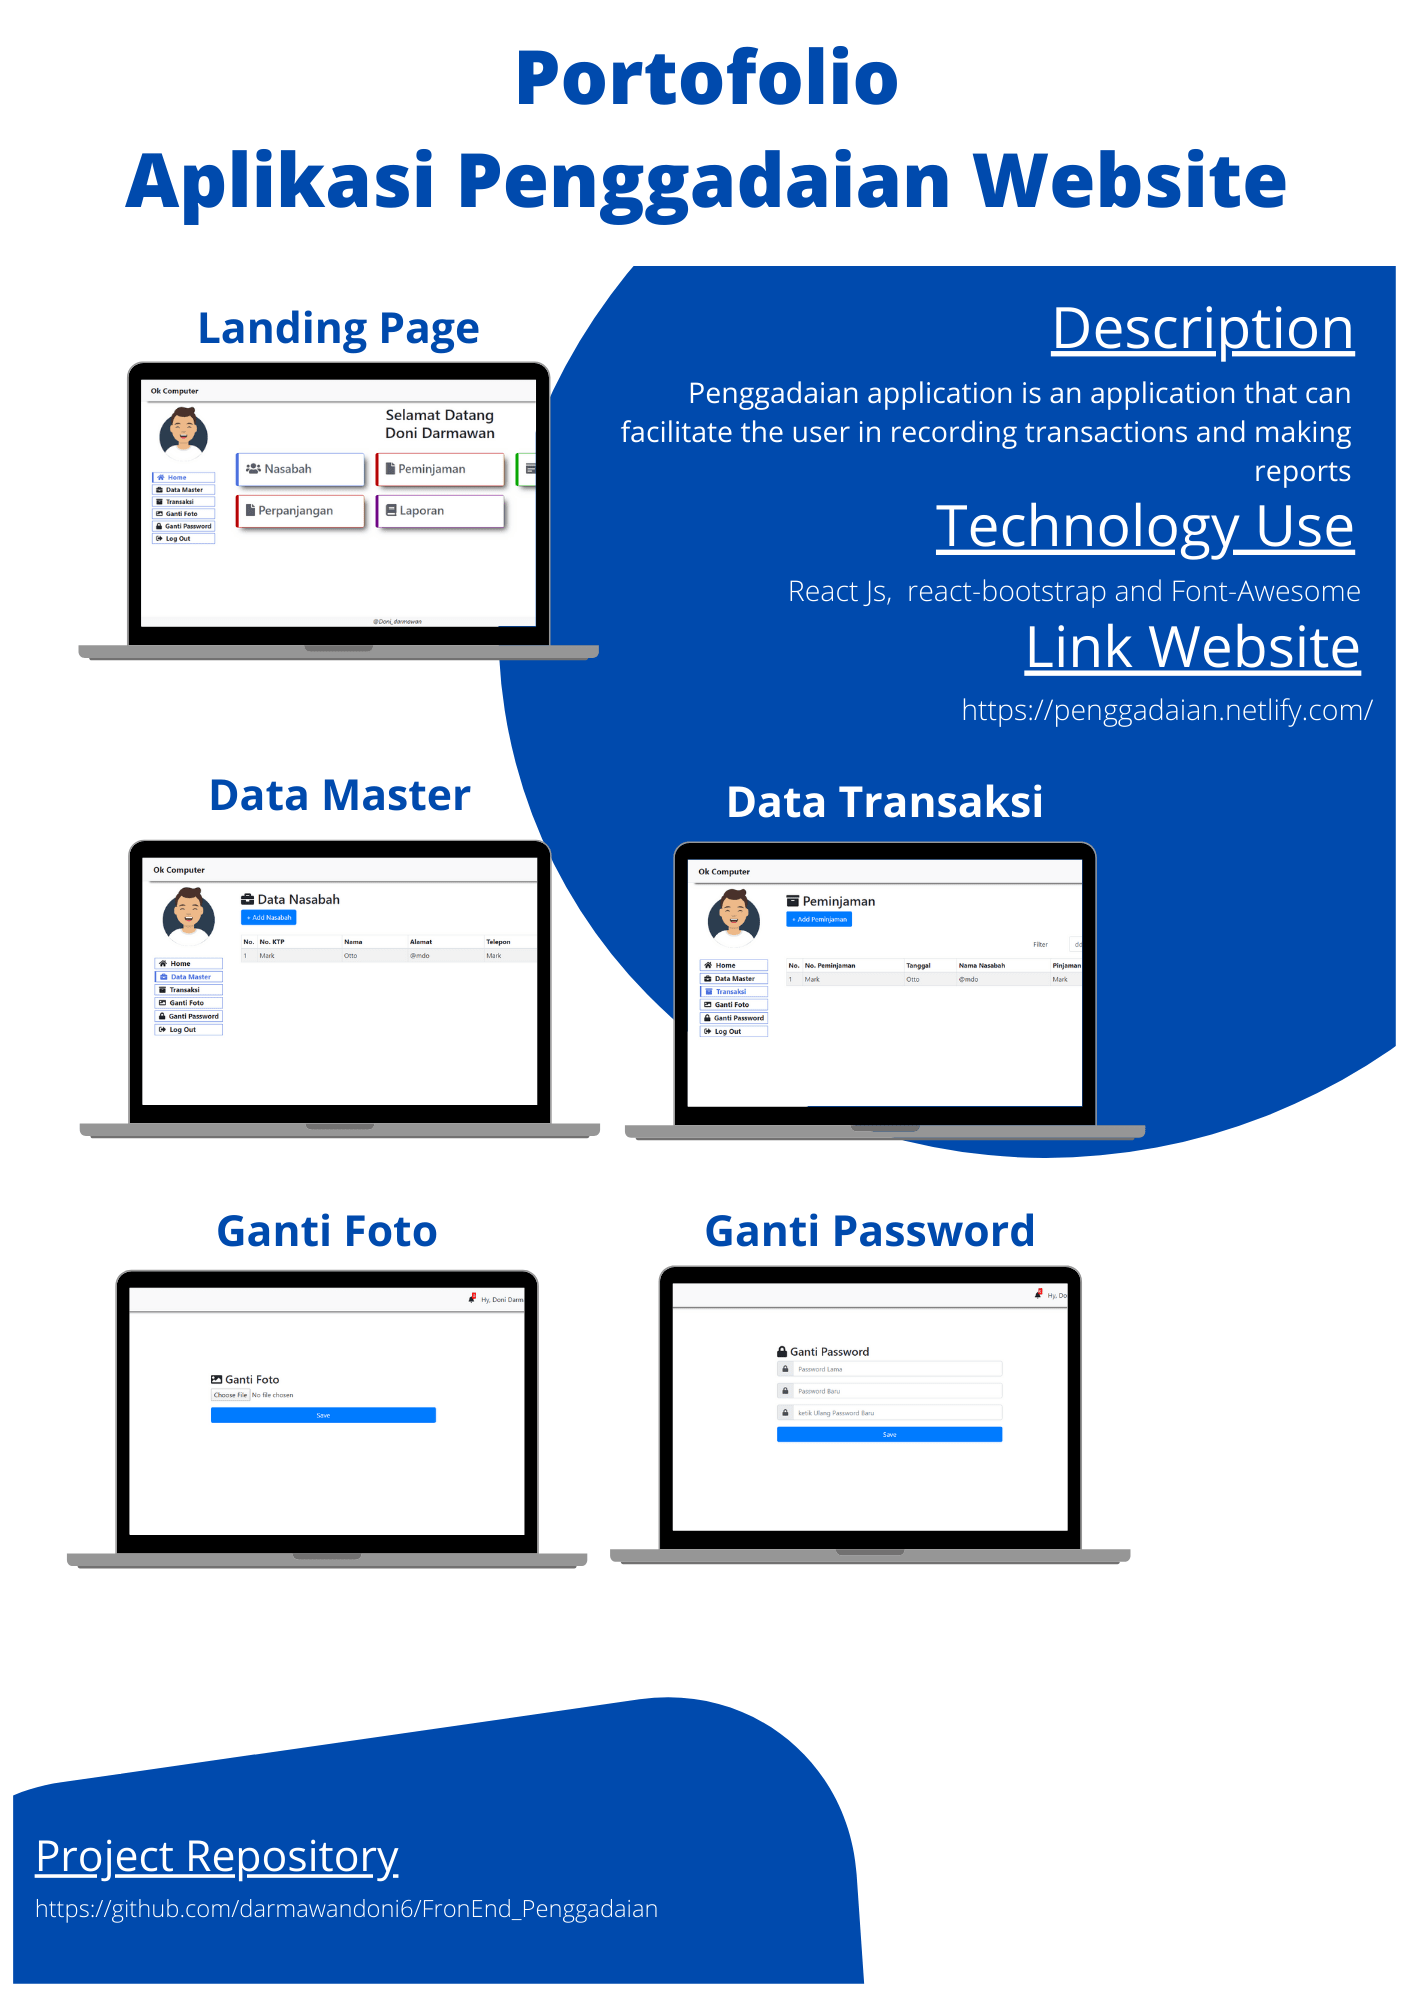 Portofolio
Aplikasi Penggadaian Website
Landing Page
Ok Computer
Selamat Datang
Doni Darmawan
Home
Data Master
Transaksi
Ganti Foto
Ganti Password
Log Out
Nasabah
Peminjaman
Perpanjangan
Laporan
@Doni_darmawan
Description
Penggadaian application is an application that can
facilitate the user in recording transactions and making
reports
Technology Use
React Js,  react-bootstrap and Font-Awesome
Link Website
https://penggadaian.netlify.com/
Data Master
Ok Computer
Data Nasabah
+ Add Nasabah
No. No. KTP Nama Alamat Telepon
1 Mark Otto @mdo Mark
Home
Data Master
Transaksi
Ganti Foto
Ganti Password
Log Out
Data Transaksi
Ok Computer
Peminjaman
+ Add Peminjaman
Filter dd
No. No. Peminjaman Tanggal Nama Nasabah Pinjaman
1 Mark Otto @mdo Mark
Home
Data Master
Transaksi
Ganti Foto
Ganti Password
Log Out
Ganti Foto
Hy, Doni Darm
Ganti Foto
Choose File No file chosen
Save
Ganti Password
Hy, Do
Ganti Password
Password Lama
Password Baru
ketik Ulang Password Baru
Save
Project Repository
https://github.com/darmawandoni6/FronEnd_Penggadaian